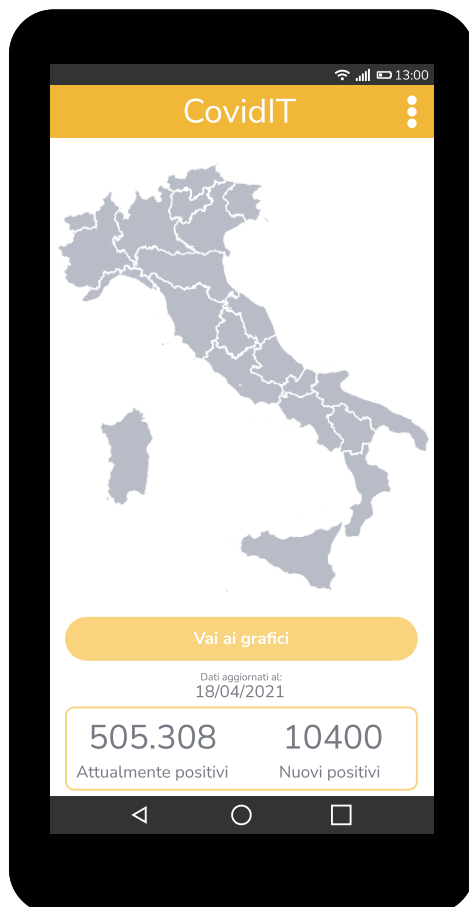 13:00
CovidIT
Vai ai grafici
Dati aggiornati al:
18/04/2021
505.308 10400
Attualmente positivi Nuovi positivi